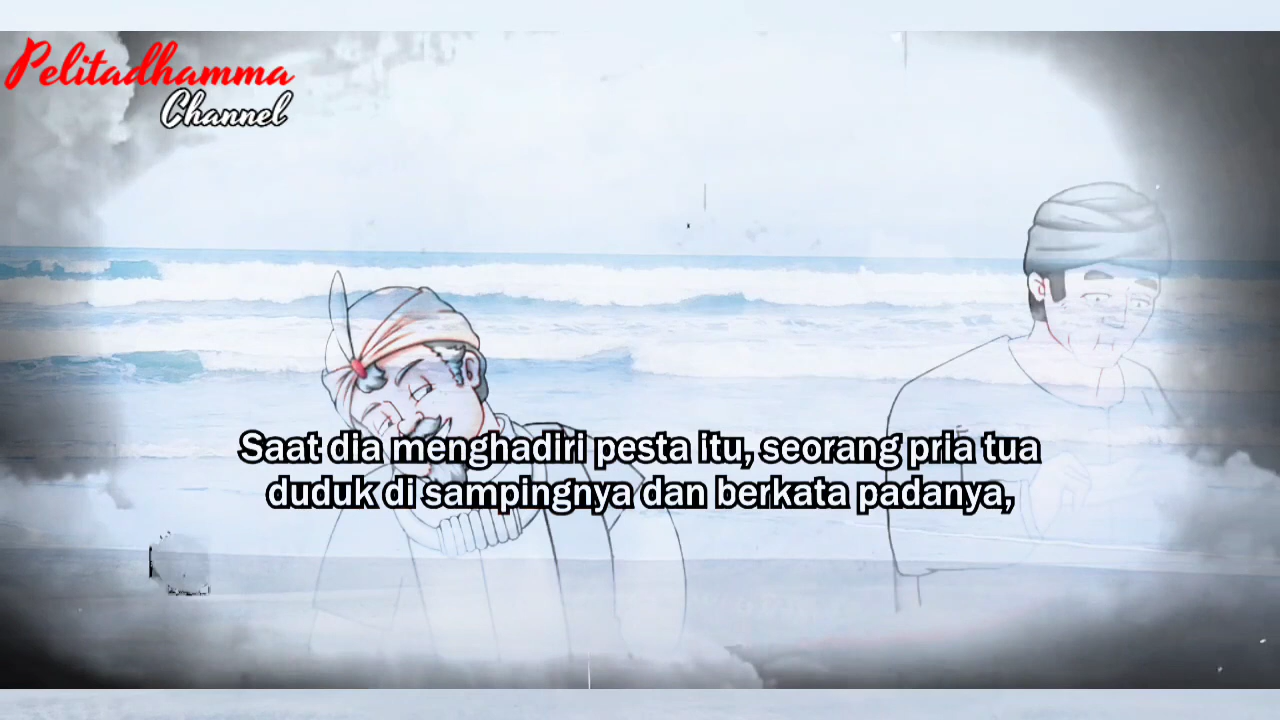 Pelitadhamma
Channel
Saat dia menghadiri pesta itu, seorang pria tua
duduk di sampingnya dan berkata padanya,